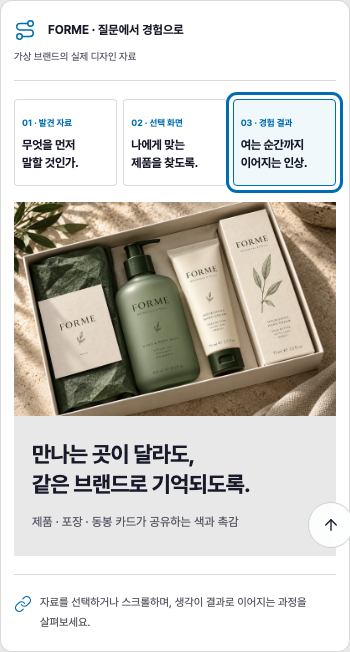 FORME · 질문에서 경험으로
가상 브랜드의 실제 디자인 자료
01 · 발견 자료
무엇을 먼저
말할 것인가.
02 · 선택 화면
나에게 맞는
제품을 찾도록.
03 · 경험 결과
여는 순간까지
이어지는 인상.
FORME
FORME
FORME
FORME
만나는 곳이 달라도,
같은 브랜드로 기억되도록.
제품 · 포장 · 동봉 카드가 공유하는 색과 촉감
자료를 선택하거나 스크롤하며, 생각이 결과로 이어지는 과정을
살펴보세요.